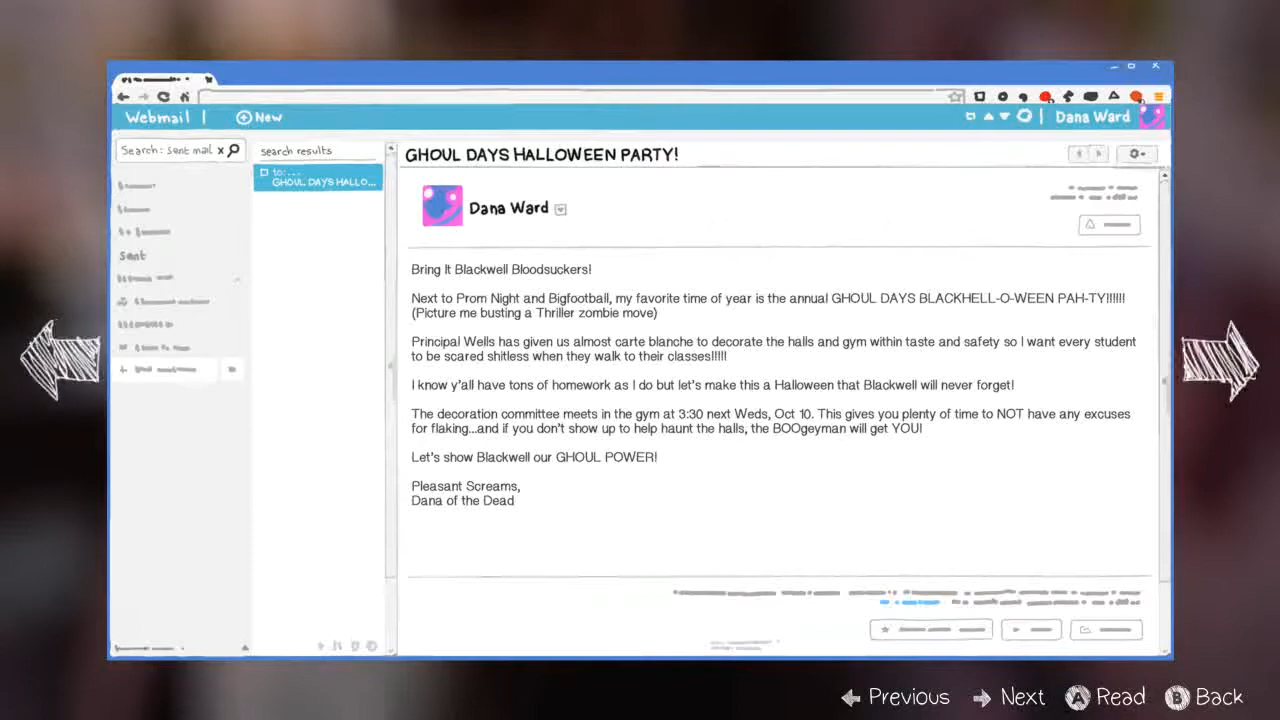 Webmail | New
Dana Ward
Search: sent mail x
search results
GHOUL DAYS HALLOWEEN PARTY!
to:...
GHOUL DAYS HALLO...
Dana Ward
Sent
Bring It Blackwell Bloodsuckers!
Next to Prom Night and Bigfootball, my favorite time of year is the annual GHOUL DAYS BLACKHELL-O-WEEN PAH-TY!!!!!!
(Picture me busting a Thriller zombie move)
Principal Wells has given us almost carte blanche to decorate the halls and gym within taste and safety so I want every student
to be scared shitless when they walk to their classes!!!!!
I know y'all have tons of homework as I do but let's make this a Halloween that Blackwell will never forget!
The decoration committee meets in the gym at 3:30 next Weds, Oct 10. This gives you plenty of time to NOT have any excuses
for flaking...and if you don't show up to help haunt the halls, the BOOgeyman will get YOU!
Let's show Blackwell our GHOUL POWER!
Pleasant Screams,
Dana of the Dead
Previous Next A Read B Back